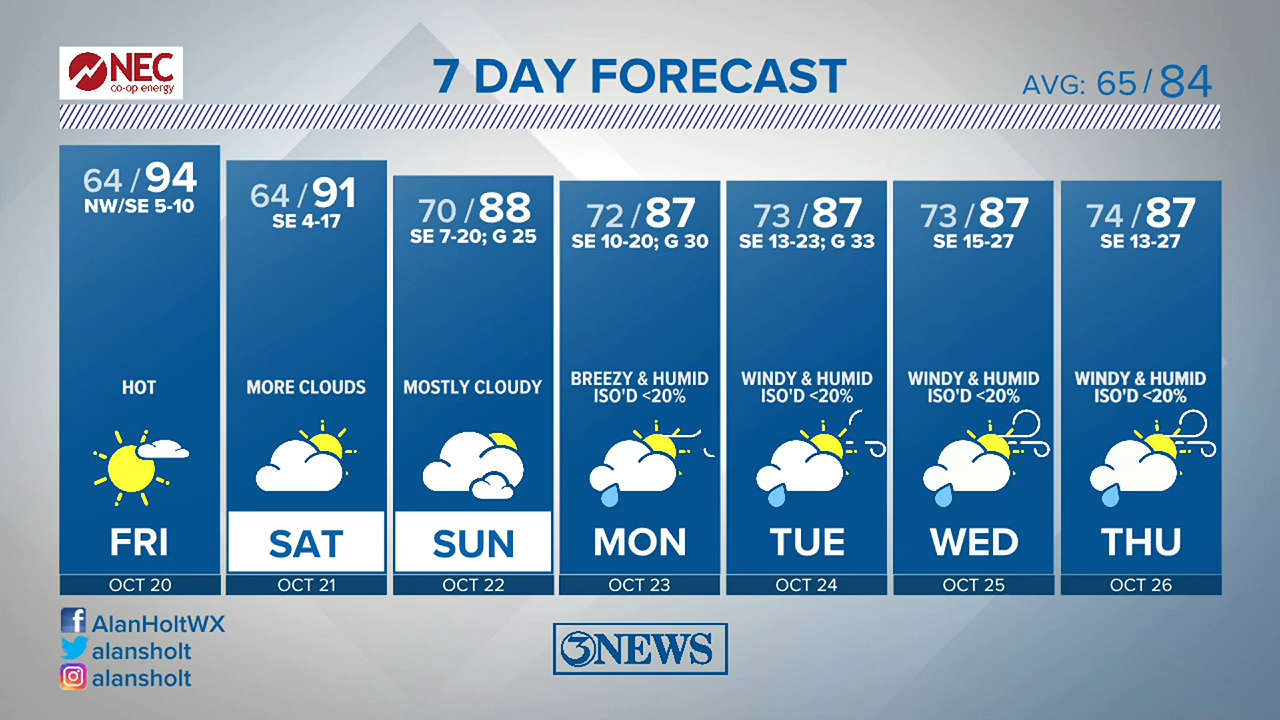 NEC
co-op energy
7 DAY FORECAST
AVG: 65/84
64/94
NW/SE 5-10
HOT
FRI
OCT 20
64/91
SE 4-17
MORE CLOUDS
SAT
OCT 21
70/88
SE 7-20; G 25
MOSTLY CLOUDY
SUN
OCT 22
72/87
SE 10-20; G 30
BREEZY & HUMID
ISO'D <20%
MON
OCT 23
73/87
SE 13-23; G 33
WINDY & HUMID
ISO'D <20%
TUE
OCT 24
73/87
SE 15-27
WINDY & HUMID
ISO'D <20%
WED
OCT 25
74/87
SE 13-27
WINDY & HUMID
ISO'D <20%
THU
OCT 26
f AlanHoltWX
alansholt
alansholt
3NEWS